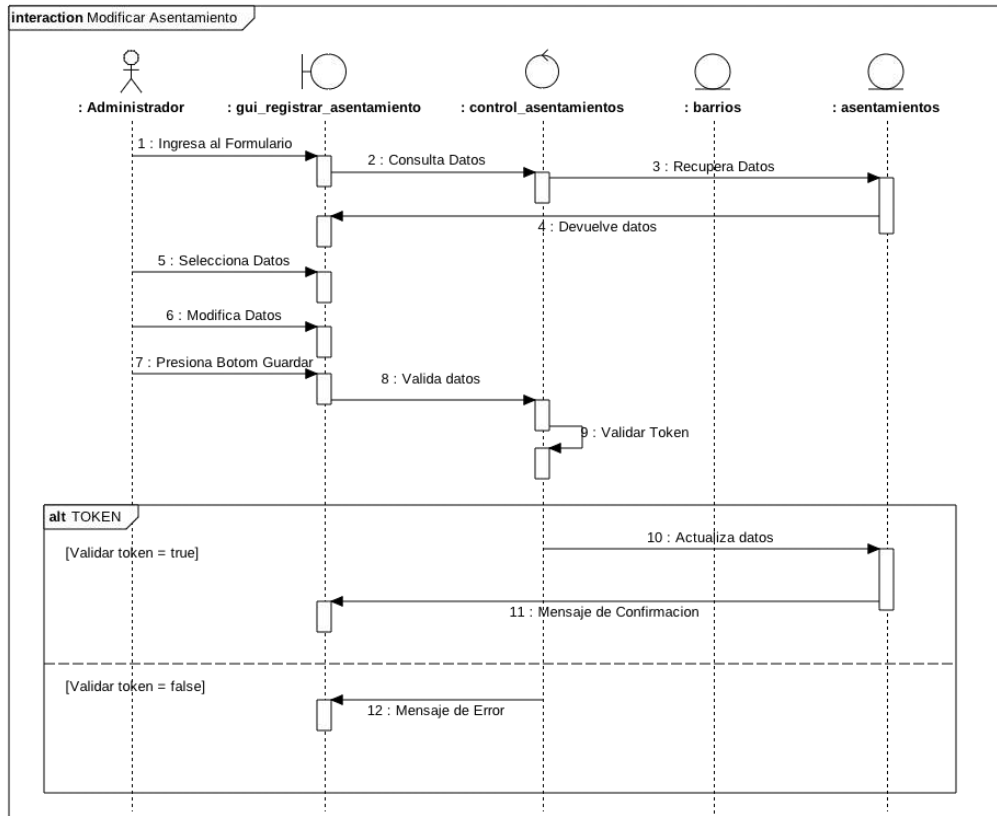 interaction Modificar Asentamiento
: Administrador
: gui_registrar_asentamiento
: control_asentamientos
: barrios
: asentamientos
1 : Ingresa al Formulario
2 : Consulta Datos
3 : Recupera Datos
4 : Devuelve datos
5 : Selecciona Datos
6 : Modifica Datos
7 : Presiona Botom Guardar
8 : Valida datos
9 : Validar Token
alt TOKEN
[Validar token = true]
10 : Actualiza datos
11 : Mensaje de Confirmacion
[Validar token = false]
12 : Mensaje de Error